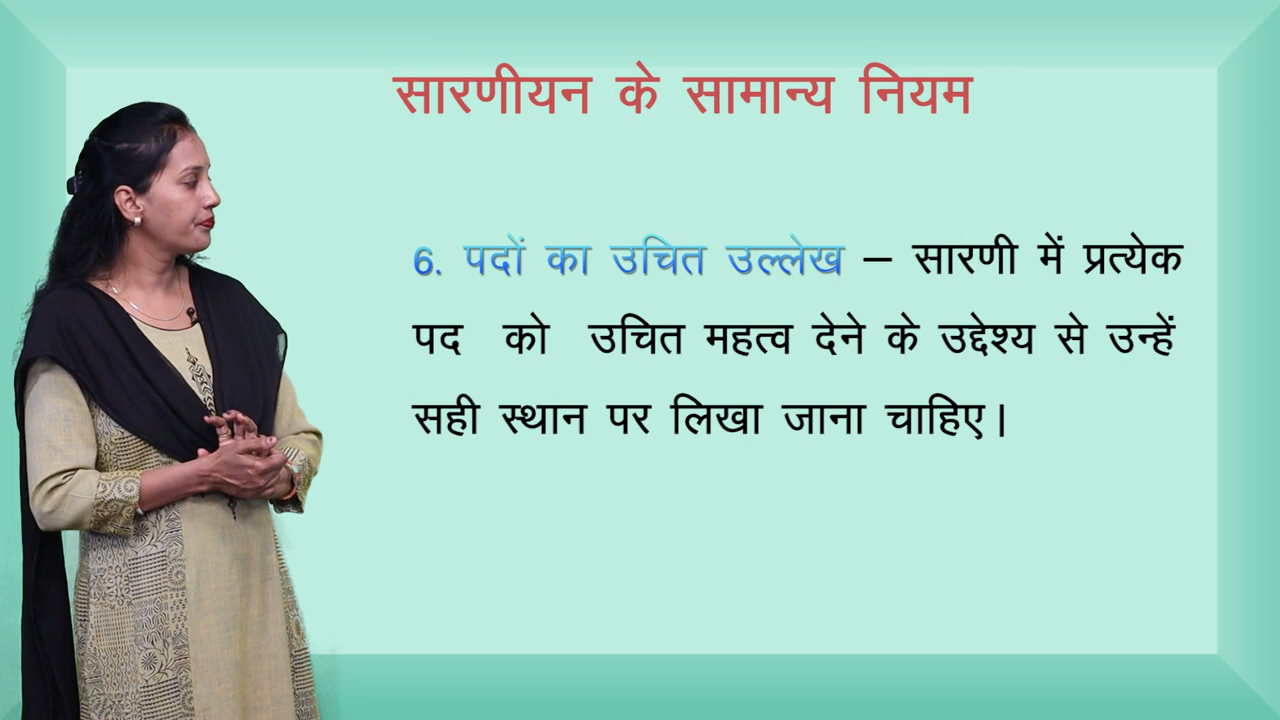 सारणीयन के सामान्य नियम
6. पदों का उचित उल्लेख – सारणी में प्रत्येक
पद को उचित महत्व देने के उद्देश्य से उन्हें
सही स्थान पर लिखा जाना चाहिए।